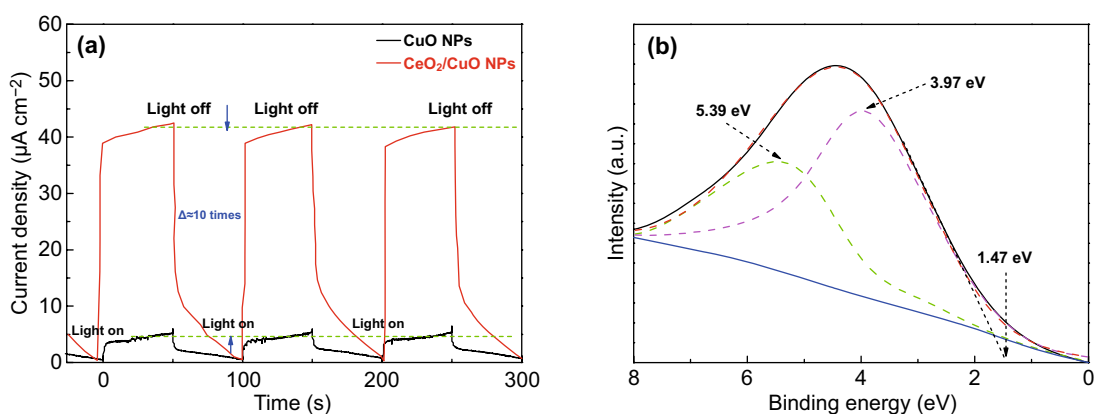 (a)
CuO NPs
CeO₂/CuO NPs
Light off
Light off
Light off
Δ≈10 times
Light on
Light on
Light on
60
50
40
30
20
10
0
0
100
200
300
Current density (μA cm⁻²)
Time (s)
(b)
5.39 eV
3.97 eV
1.47 eV
Intensity (a.u.)
8
6
4
2
0
Binding energy (eV)